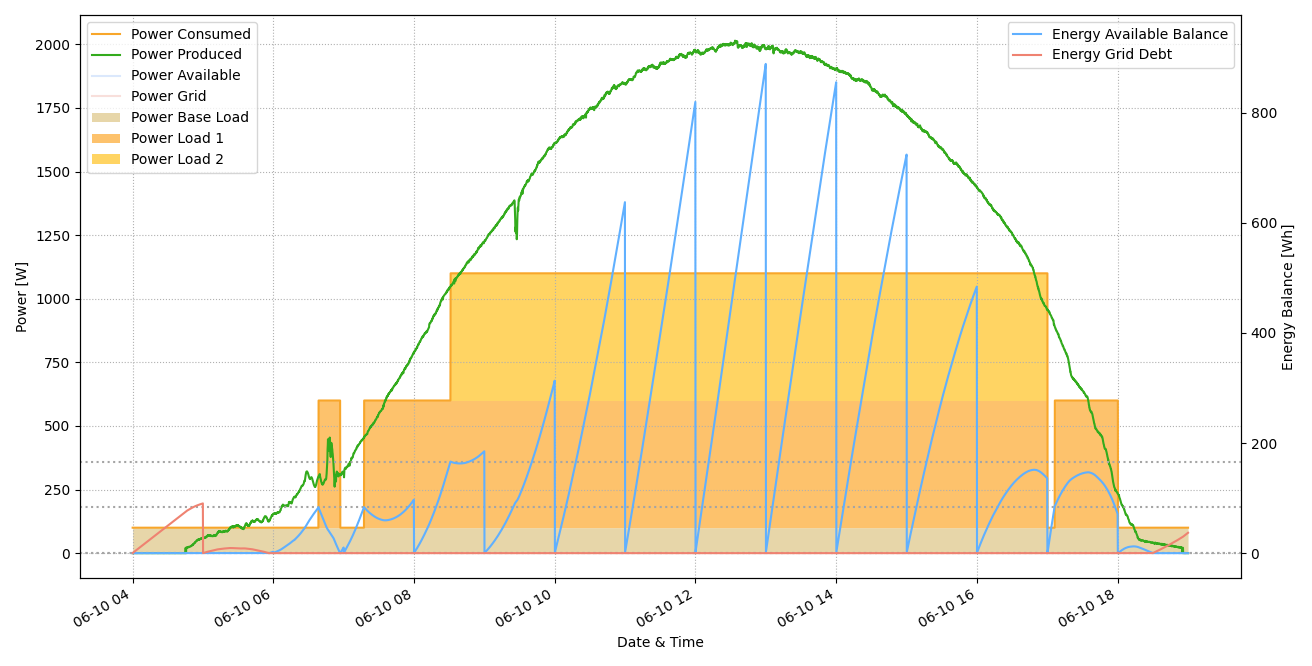 Power Consumed
Power Produced
Power Available
Power Grid
Power Base Load
Power Load 1
Power Load 2
Energy Available Balance
Energy Grid Debt
2000
1750
1500
1250
1000
750
500
250
0
Power [W]
800
600
400
200
0
Energy Balance [Wh]
06-10 04
06-10 06
06-10 08
06-10 10
06-10 12
06-10 14
06-10 16
06-10 18
Date & Time